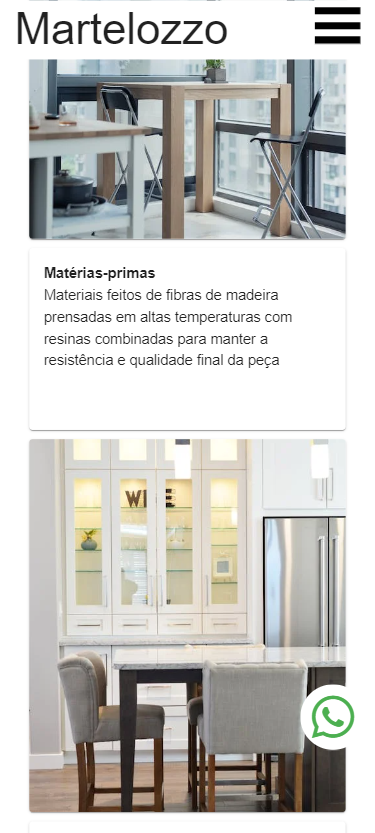 Martelozzo
Matérias-primas
Materiais feitos de fibras de madeira
prensadas em altas temperaturas com
resinas combinadas para manter a
resistência e qualidade final da peça